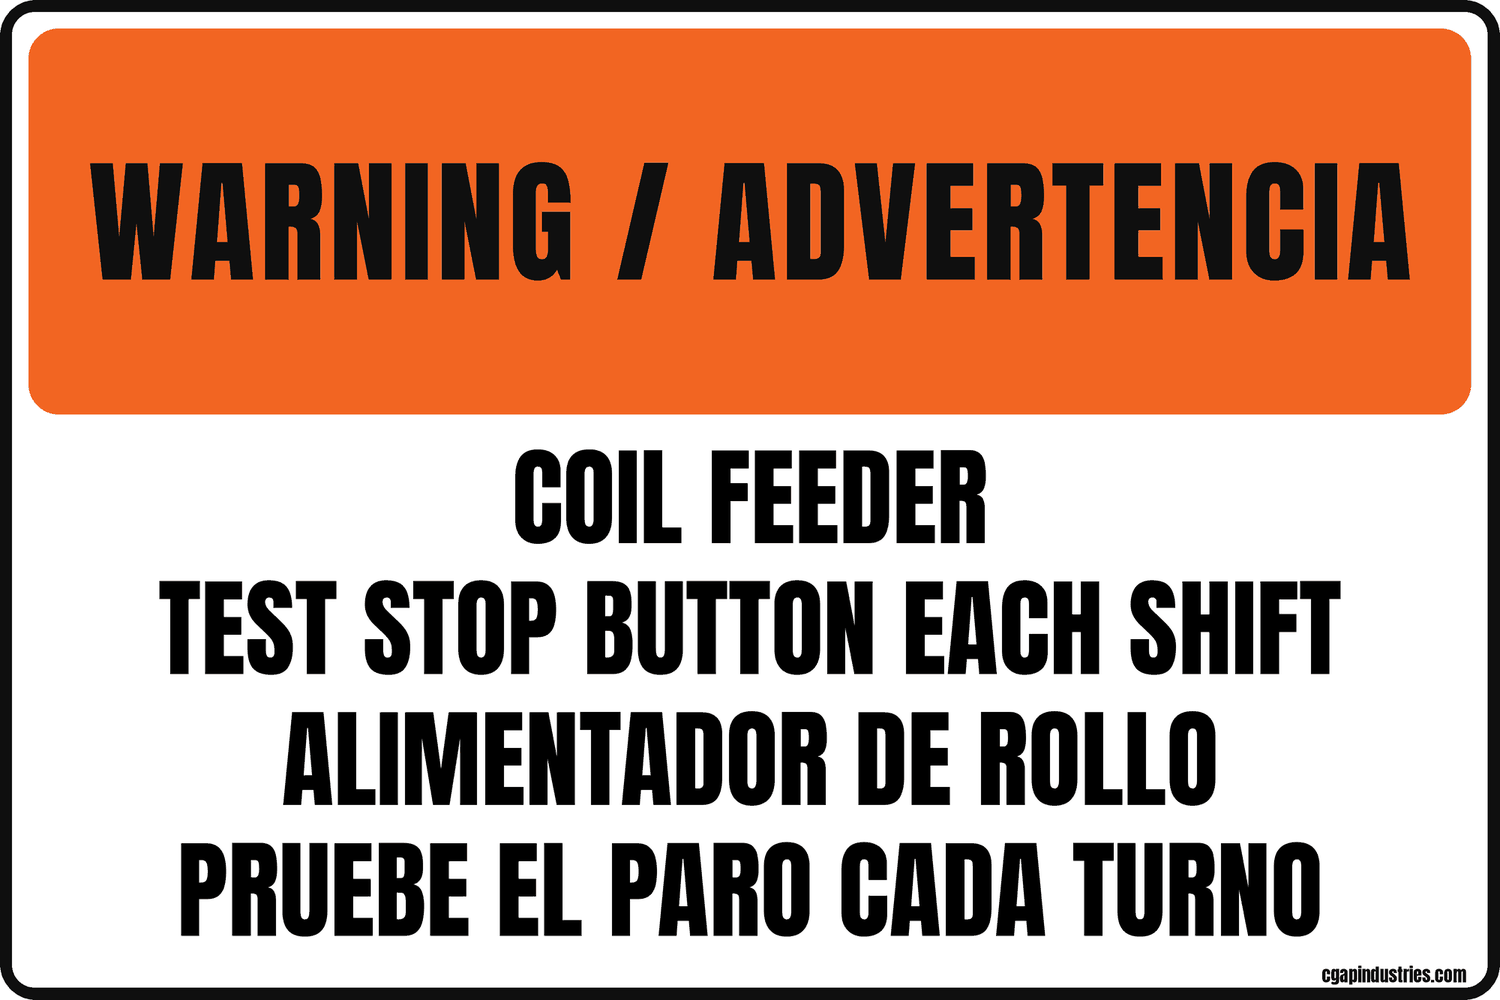 WARNING / ADVERTENCIA
COIL FEEDER
TEST STOP BUTTON EACH SHIFT
ALIMENTADOR DE ROLLO
PRUEBE EL PARO CADA TURNO
cgapindustries.com